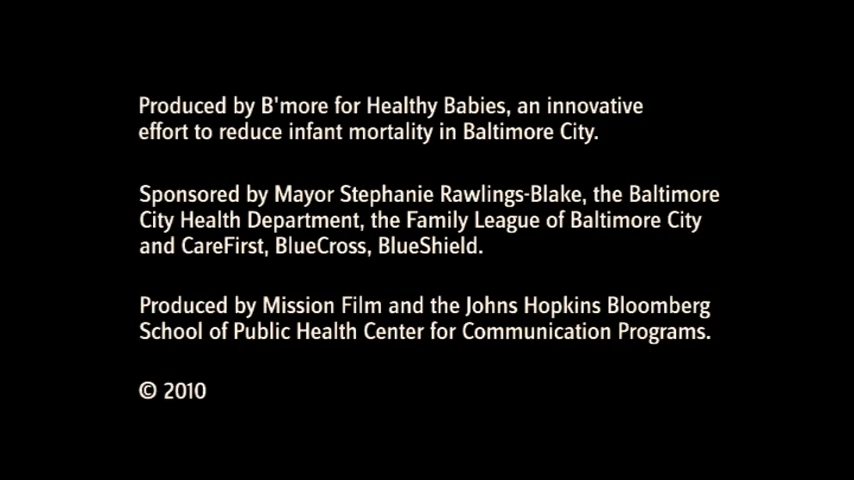 Produced by B'more for Healthy Babies, an innovative
effort to reduce infant mortality in Baltimore City.
Sponsored by Mayor Stephanie Rawlings-Blake, the Baltimore
City Health Department, the Family League of Baltimore City
and CareFirst, BlueCross, BlueShield.
Produced by Mission Film and the Johns Hopkins Bloomberg
School of Public Health Center for Communication Programs.
© 2010